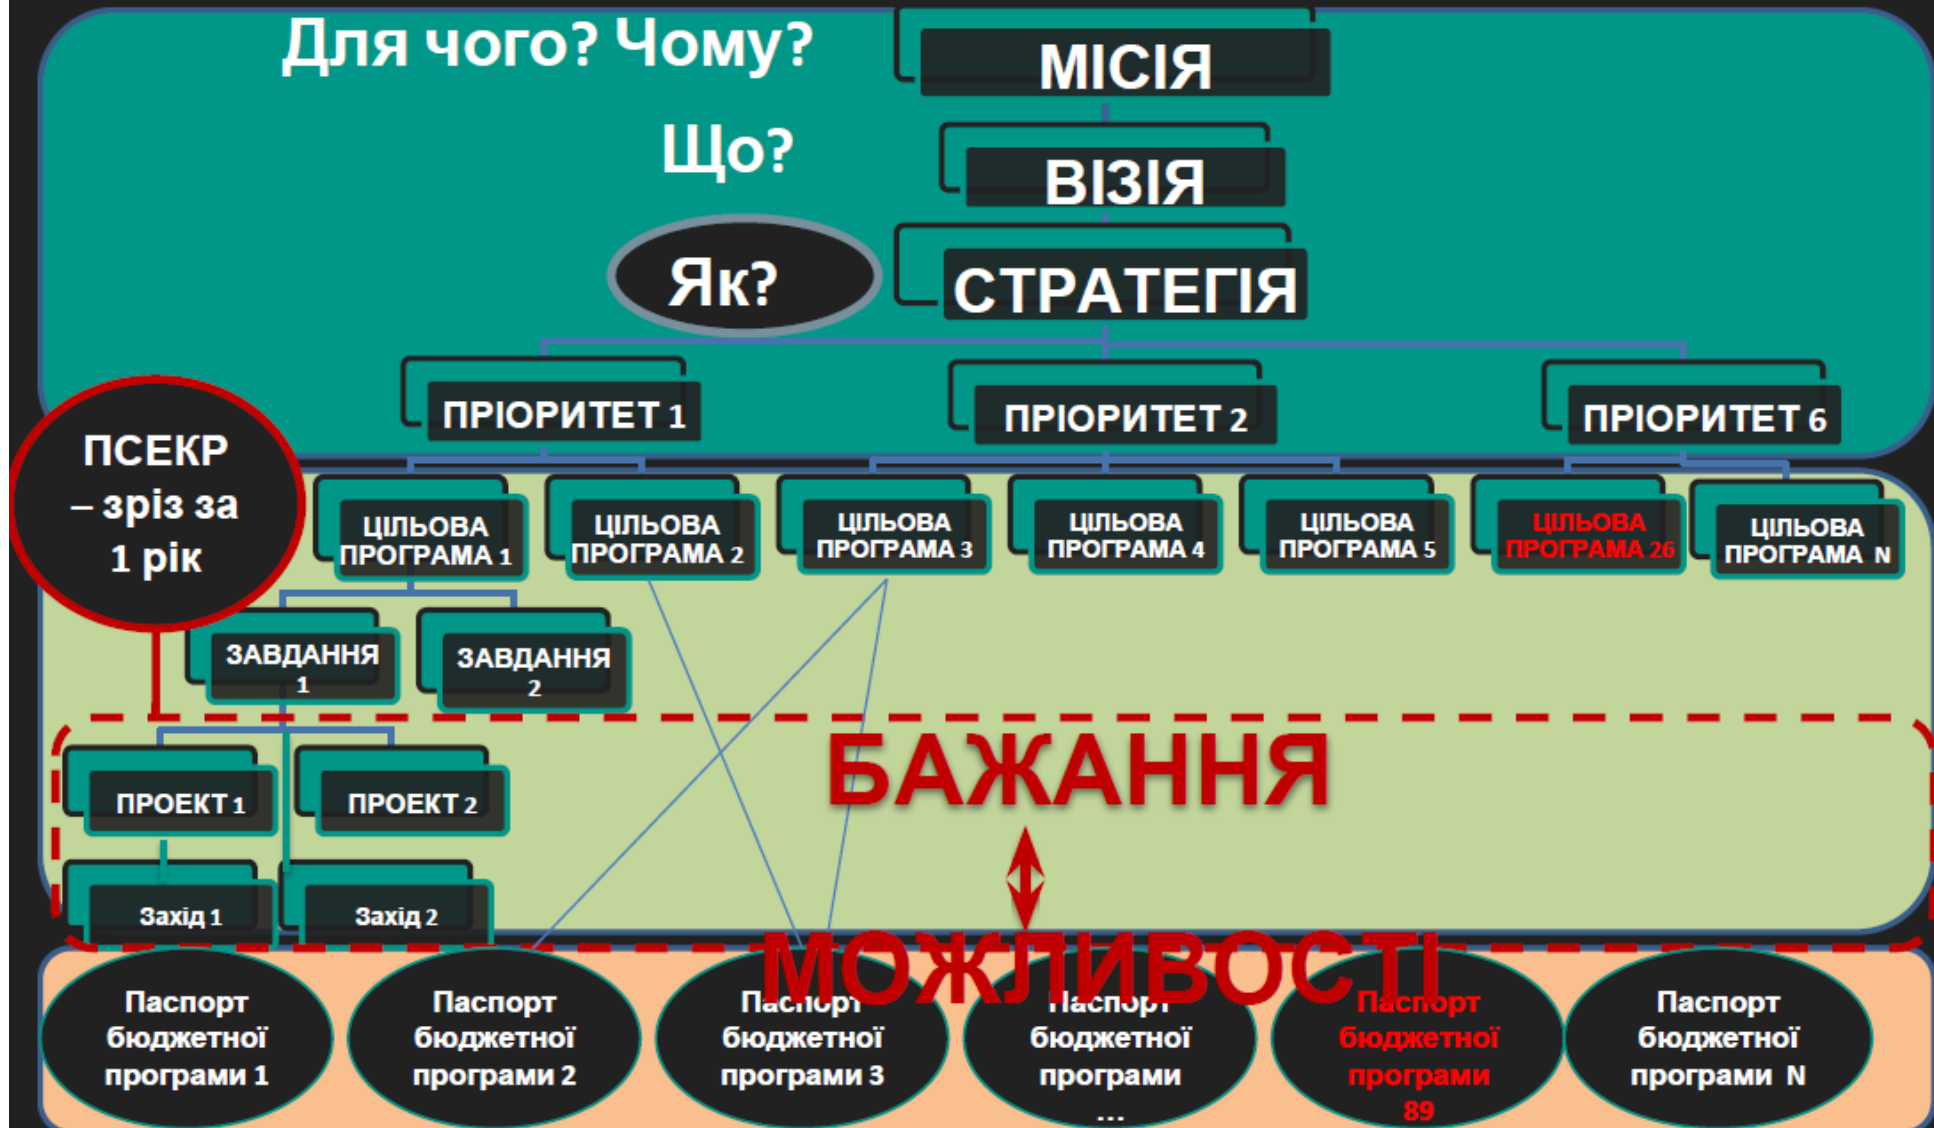 Для чого? Чому?
МІСІЯ
Що?
ВІЗІЯ
Як?
СТРАТЕГІЯ
ПРІОРИТЕТ 1
ПРІОРИТЕТ 2
ПРІОРИТЕТ 6
ПСЕКР
– зріз за
1 рік
ЦІЛЬОВА
ПРОГРАМА 1
ЦІЛЬОВА
ПРОГРАМА 2
ЦІЛЬОВА
ПРОГРАМА 3
ЦІЛЬОВА
ПРОГРАМА 4
ЦІЛЬОВА
ПРОГРАМА 5
ЦІЛЬОВА
ПРОГРАМА 26
ЦІЛЬОВА
ПРОГРАМА N
ЗАВДАННЯ
1
ЗАВДАННЯ
2
БАЖАННЯ
ПРОЕКТ 1
ПРОЕКТ 2
Захід 1
Захід 2
МОЖЛИВОСТІ
Паспорт
бюджетної
програми 1
Паспорт
бюджетної
програми 2
Паспорт
бюджетної
програми 3
Паспорт
бюджетної
програми
...
Паспорт
бюджетної
програми
89
Паспорт
бюджетної
програми N